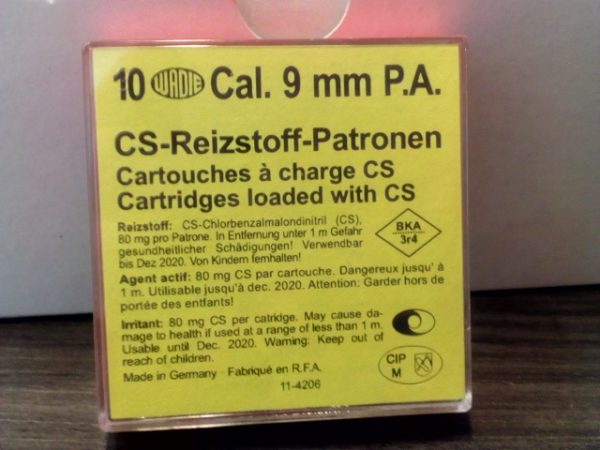 10 WADIE Cal. 9 mm P.A.
CS-Reizstoff-Patronen
Cartouches à charge CS
Cartridges loaded with CS
Reizstoff: CS-Chlorbenzalmalondinitril (CS),
80 mg pro Patrone. In Entfernung unter 1 m Gefahr
gesundheitlicher Schädigungen! Verwendbar
bis Dez 2020. Von Kindern fernhalten!
BKA
3r4
Agent actif: 80 mg CS par cartouche. Dangereux jusqu' à
1 m. Utilisable jusqu'à dec. 2020. Attention: Garder hors de
portée des entfants!
Irritant: 80 mg CS per catridge. May cause da-
mage to health if used at a range of less than 1 m.
Usable until Dec. 2020. Warning: Keep out of
reach of children.
CIP
M
Made in Germany · Fabriqué en R.F.A.
11-4206